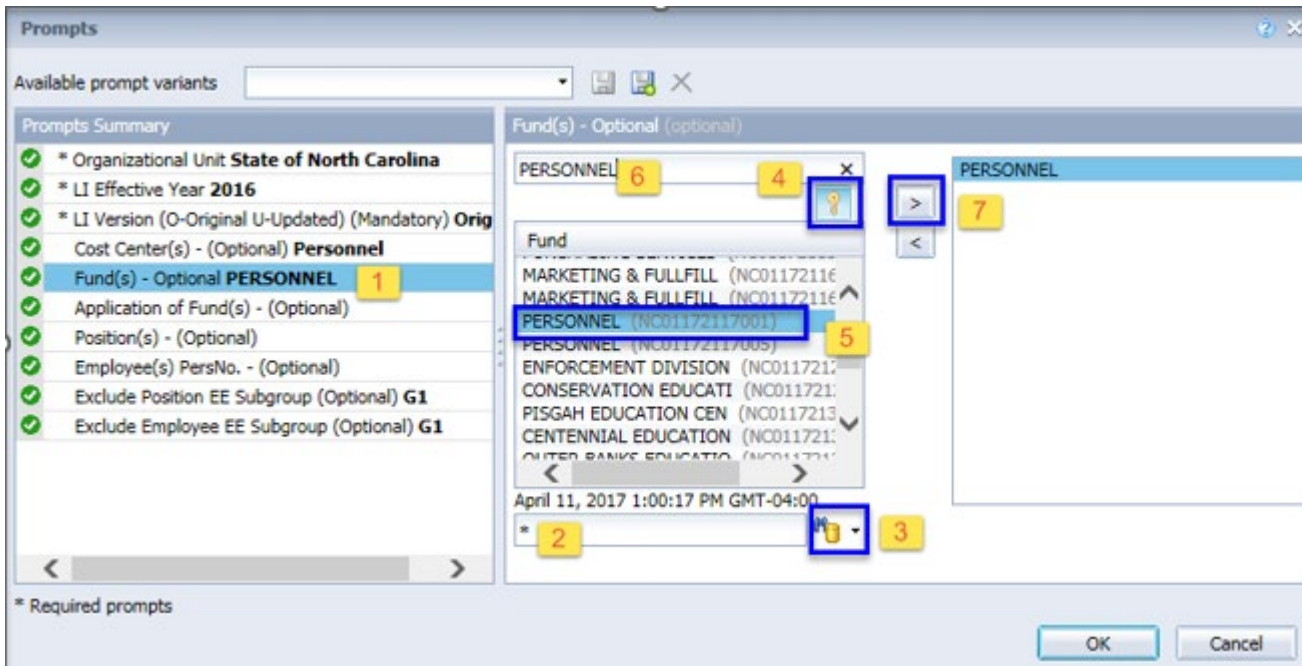 Prompts
Available prompt variants
Prompts Summary
* Organizational Unit State of North Carolina
* LI Effective Year 2016
* LI Version (O-Original U-Updated) (Mandatory) Orig
Cost Center(s) - (Optional) Personnel
Fund(s) - Optional PERSONNEL 1
Application of Fund(s) - (Optional)
Position(s) - (Optional)
Employee(s) PersNo. - (Optional)
Exclude Position EE Subgroup (Optional) G1
Exclude Employee EE Subgroup (Optional) G1
* Required prompts
Fund(s) - Optional (optional)
PERSONNEL 6 4
Fund
MARKETING & FULLFILL (NC01172116
MARKETING & FULLFILL (NC01172116
PERSONNEL (NC01172117001)
5
PERSONNEL (NC01172117005)
ENFORCEMENT DIVISION (NC0117212
CONSERVATION EDUCATI (NC011721
PISGAH EDUCATION CEN (NC0117213
CENTENNIAL EDUCATION (NC011721
OUTER BANKS EDUCATIO
April 11, 2017 1:00:17 PM GMT-04:00
* 2 3
> 7
<
PERSONNEL
OK Cancel